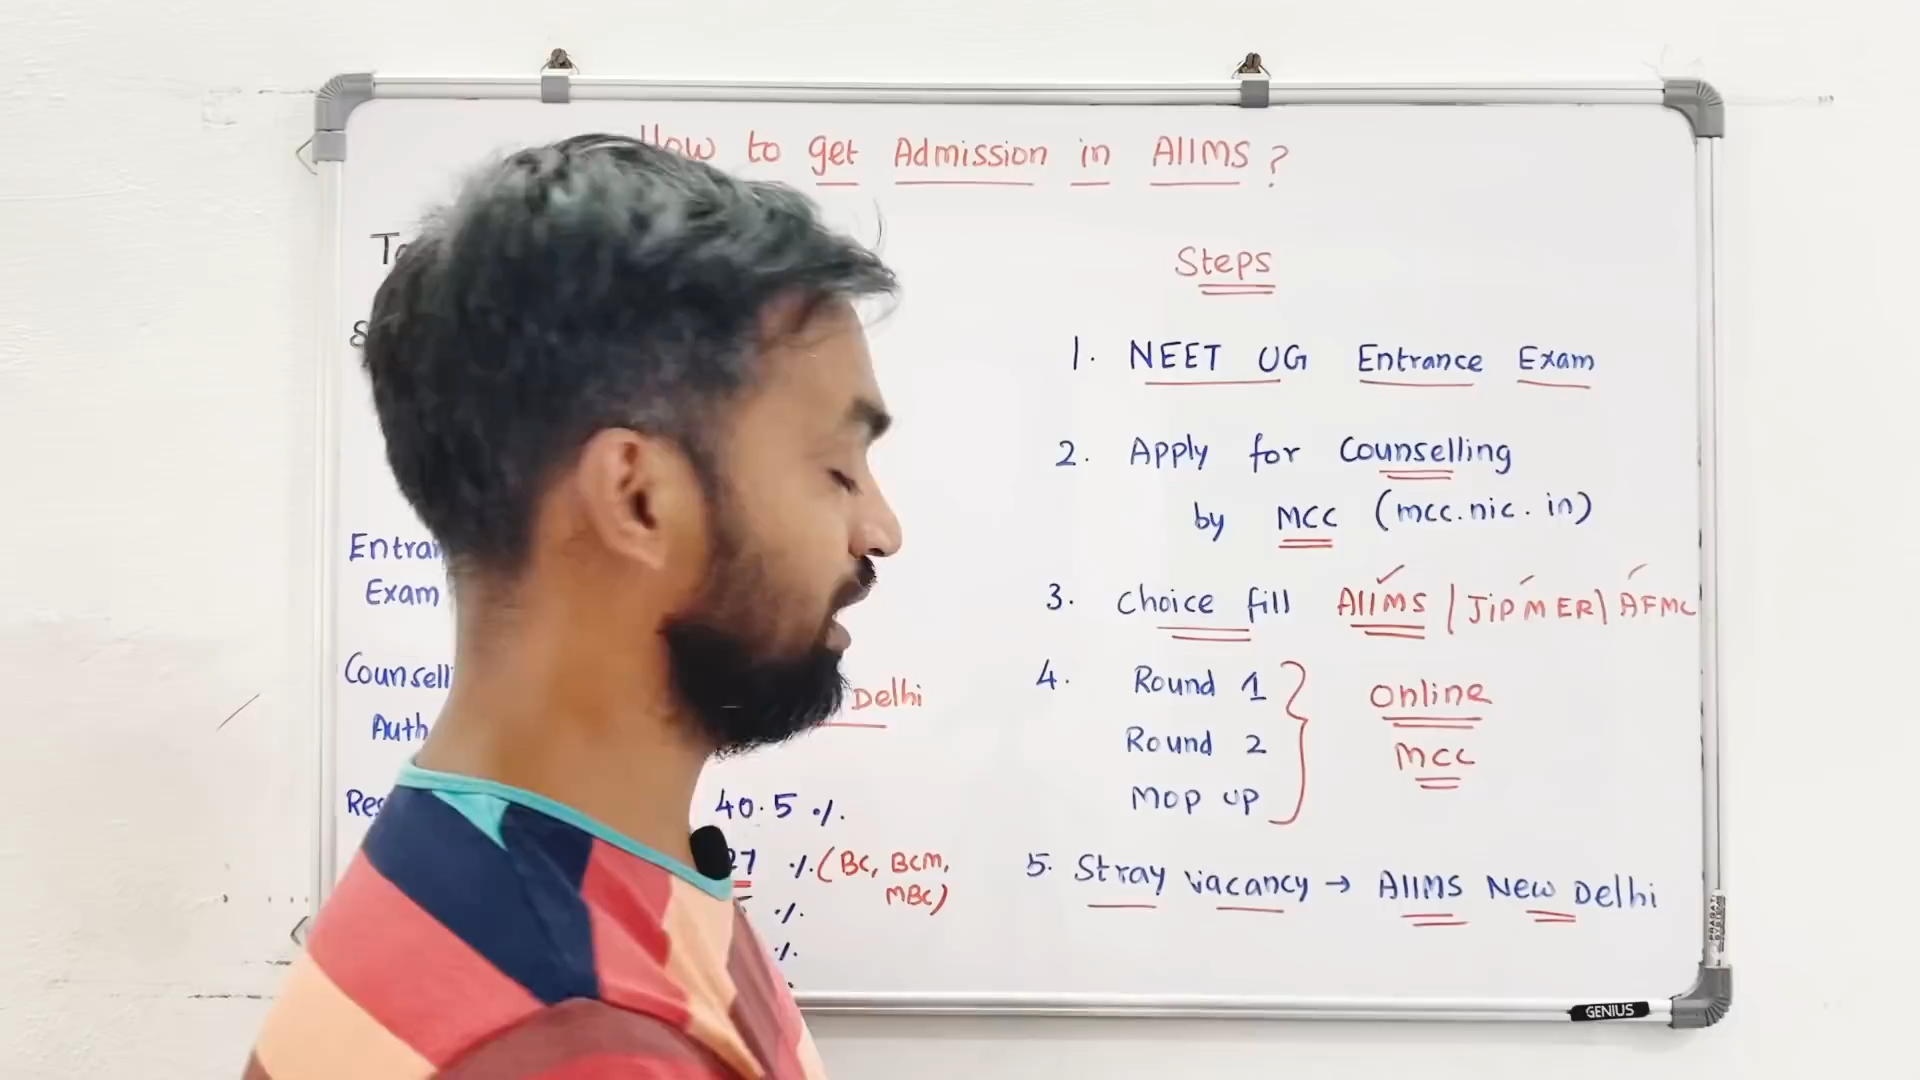 How to get Admission in AIIMS?
Entran
Exam
Counsell
Auth
Delhi
Res
40.5 %.
27 %. (BC, BCM,
MBC)
%.
%.
Steps
1. NEET UG Entrance Exam
2. Apply for Counselling
by MCC (mcc.nic.in)
3. Choice fill AIIMS | JIPMER \ AFMC
4. Round 1
Round 2
Mop up
Online
MCC
5. Stray vacancy → AIIMS New Delhi
GENIUS